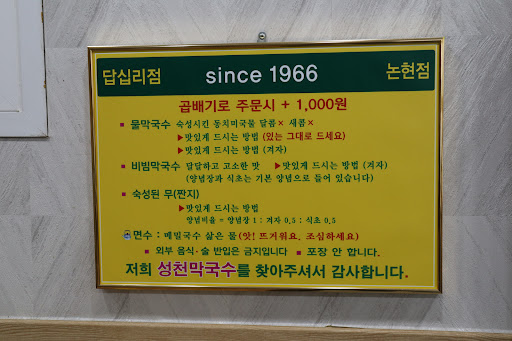 답십리점 since 1966 논현점
곱배기로 주문시 + 1,000원
■ 물막국수 숙성시킨 동치미국물 달콤× 새콤×
▶맛있게 드시는 방법 (있는 그대로 드세요)
▶맛있게 드시는 방법 (겨자)
■ 비빔막국수 달달하고 고소한 맛 ▶맛있게 드시는 방법 (겨자)
(양념장과 식초는 기본 양념으로 들어 있습니다)
■ 숙성된 무(짠지)
▶맛있게 드시는 방법
양념비율 = 양념장 1 : 겨자 0,5 : 식초 0,5
면수 : 메밀국수 삶은 물(앗! 뜨거워요. 조심하세요)
■ 외부 음식·술 반입은 금지입니다 ■ 포장 안 합니다.
저희 성천막국수를 찾아주셔서 감사합니다.